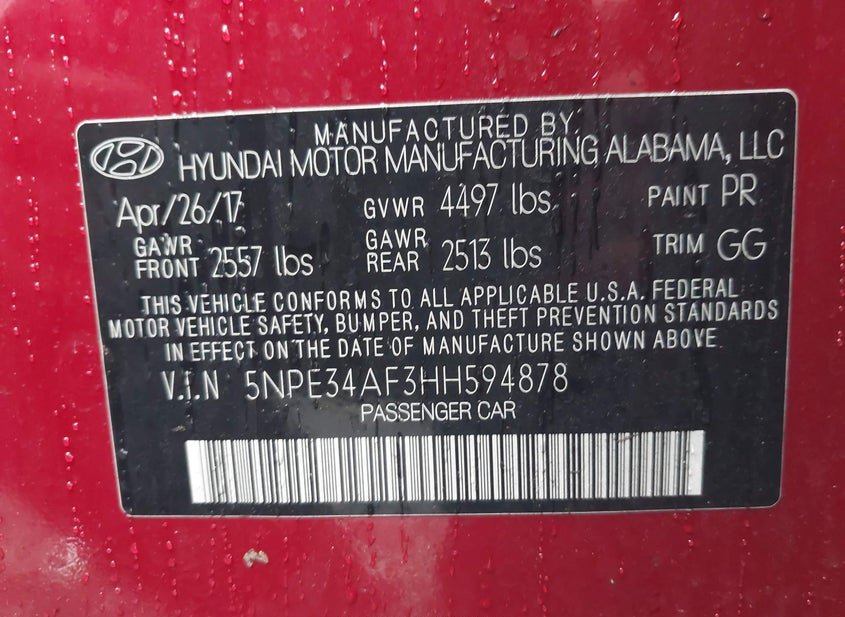 MANUFACTURED BY.
HYUNDAI MOTOR MANUFACTURING ALABAMA, LLC
Apr/26/17 GVWR 4497 lbs. PAINT PR
GAWR FRONT 2557 lbs GAWR REAR 2513 lbs TRIM GG
THIS VEHICLE CONFORMS TO ALL APPLICABLE U.S.A. FEDERAL
MOTOR VEHICLE SAFETY, BUMPER, AND THEFT PREVENTION STANDARDS
IN EFFECT ON THE DATE OF MANUFACTURE SHOWN ABOVE.
V.I.N 5NPE34AF3HH594878
PASSENGER CAR